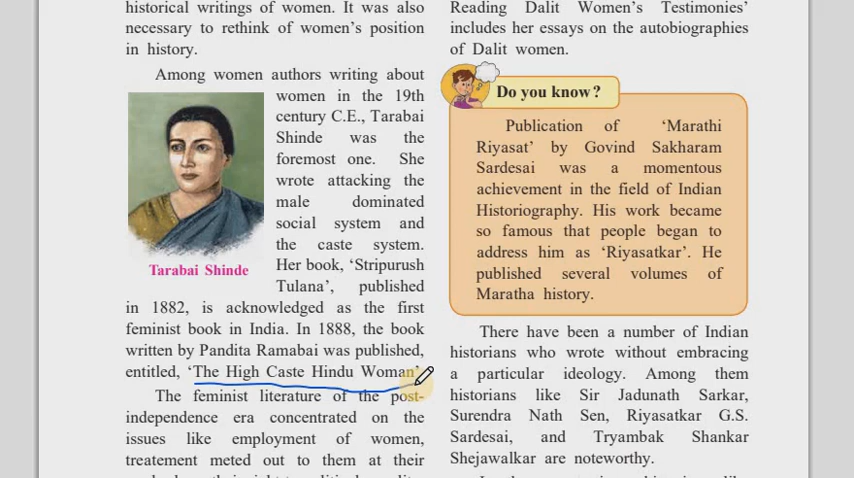 historical writings of women. It was also
necessary to rethink of women's position
in history.
Among women authors writing about
women in the 19th
century C.E., Tarabai
Shinde was the
foremost one. She
wrote attacking the
male dominated
social system and
the caste system.
Her book, 'Stripurush
Tulana', published
Tarabai Shinde
in 1882, is acknowledged as the first
feminist book in India. In 1888, the book
written by Pandita Ramabai was published,
entitled, 'The High Caste Hindu Woman'.
The feminist literature of the post-
independence era concentrated on the
issues like employment of women,
treatement meted out to them at their
Reading Dalit Women's Testimonies'
includes her essays on the autobiographies
of Dalit women.
Do you know?
Publication of 'Marathi
Riyasat' by Govind Sakharam
Sardesai was a momentous
achievement in the field of Indian
Historiography. His work became
so famous that people began to
address him as 'Riyasatkar'. He
published several volumes of
Maratha history.
There have been a number of Indian
historians who wrote without embracing
a particular ideology. Among them
historians like Sir Jadunath Sarkar,
Surendra Nath Sen, Riyasatkar G.S.
Sardesai, and Tryambak Shankar
Shejawalkar are noteworthy.